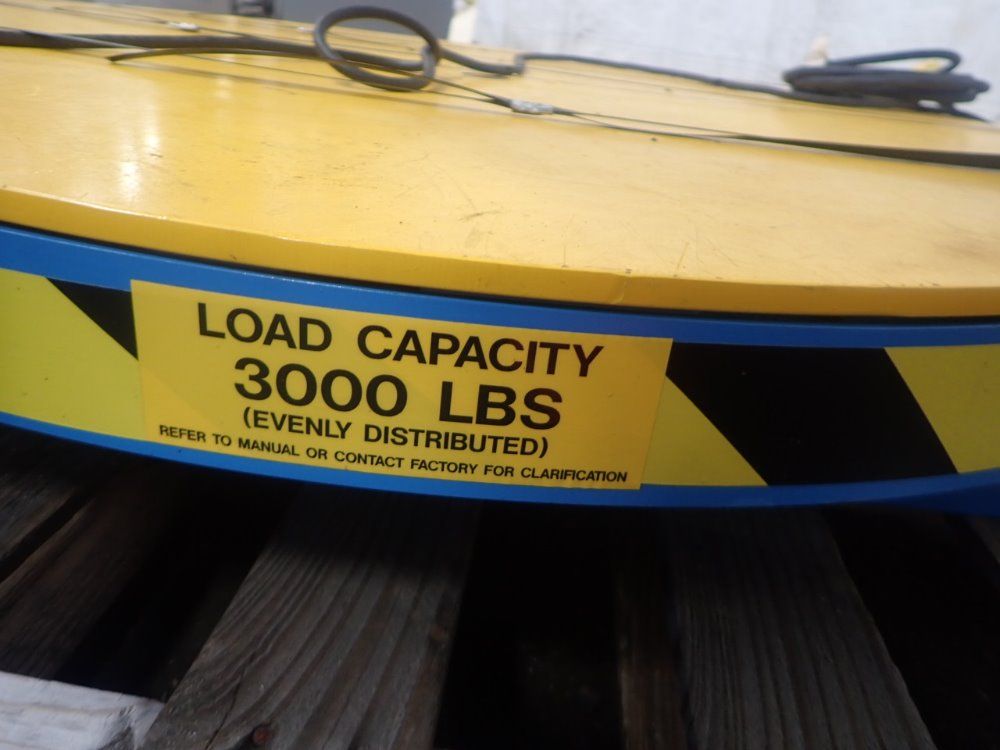 LOAD CAPACITY
3000 LBS
(EVENLY DISTRIBUTED)
REFER TO MANUAL OR CONTACT FACTORY FOR CLARIFICATION